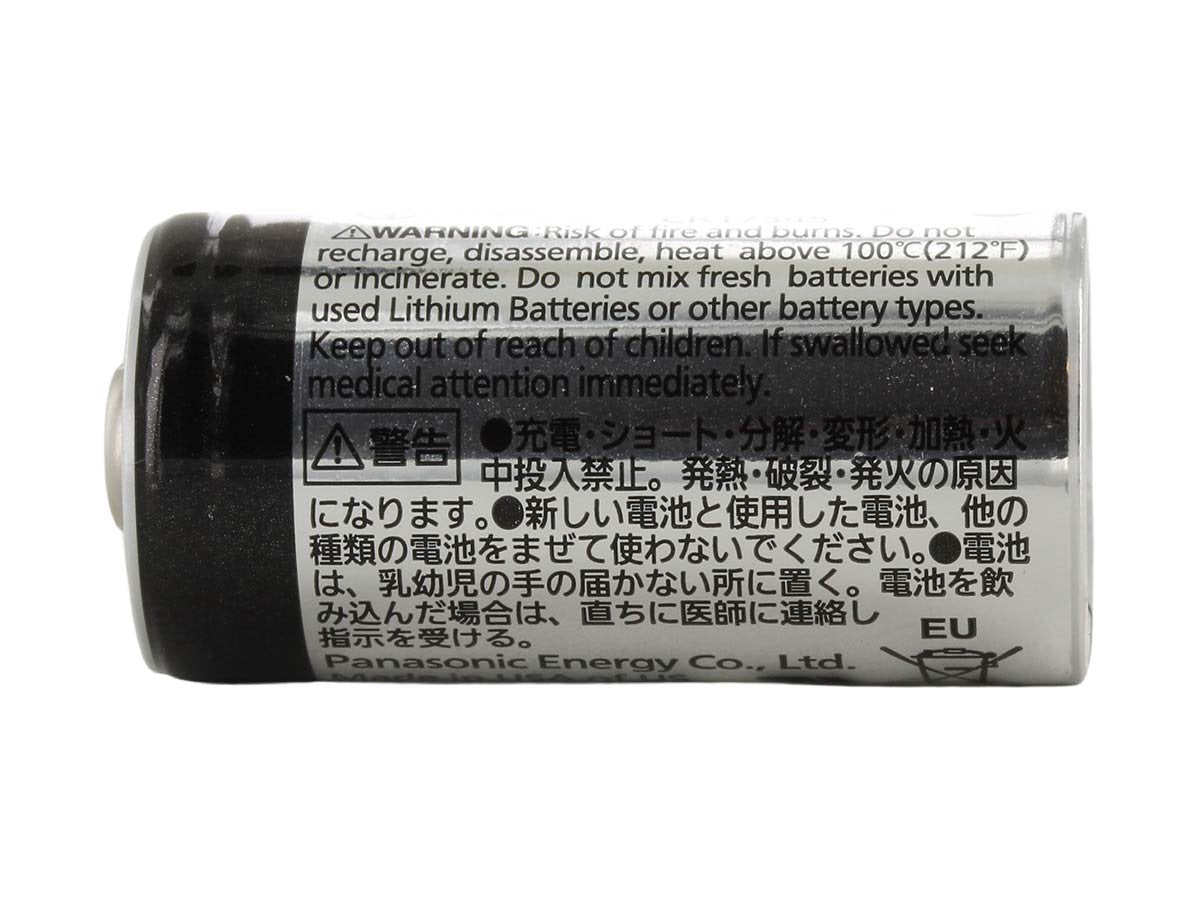 CR17345
⚠WARNING:Risk of fire and burns. Do not
recharge, disassemble, heat above 100℃(212℉)
or incinerate. Do not mix fresh batteries with
used Lithium Batteries or other battery types.
Keep out of reach of children. If swallowed seek
medical attention immediately.
⚠警告 ●充電・ショート・分解・変形・加熱・火
中投入禁止。発熱・破裂・発火の原因
になります。●新しい電池と使用した電池、他の
種類の電池をまぜて使わないでください。●電池
は、乳幼児の手の届かない所に置く。電池を飲
み込んだ場合は、直ちに医師に連絡し
指示を受ける。
EU
Panasonic Energy Co., Ltd.
Made in USA of US